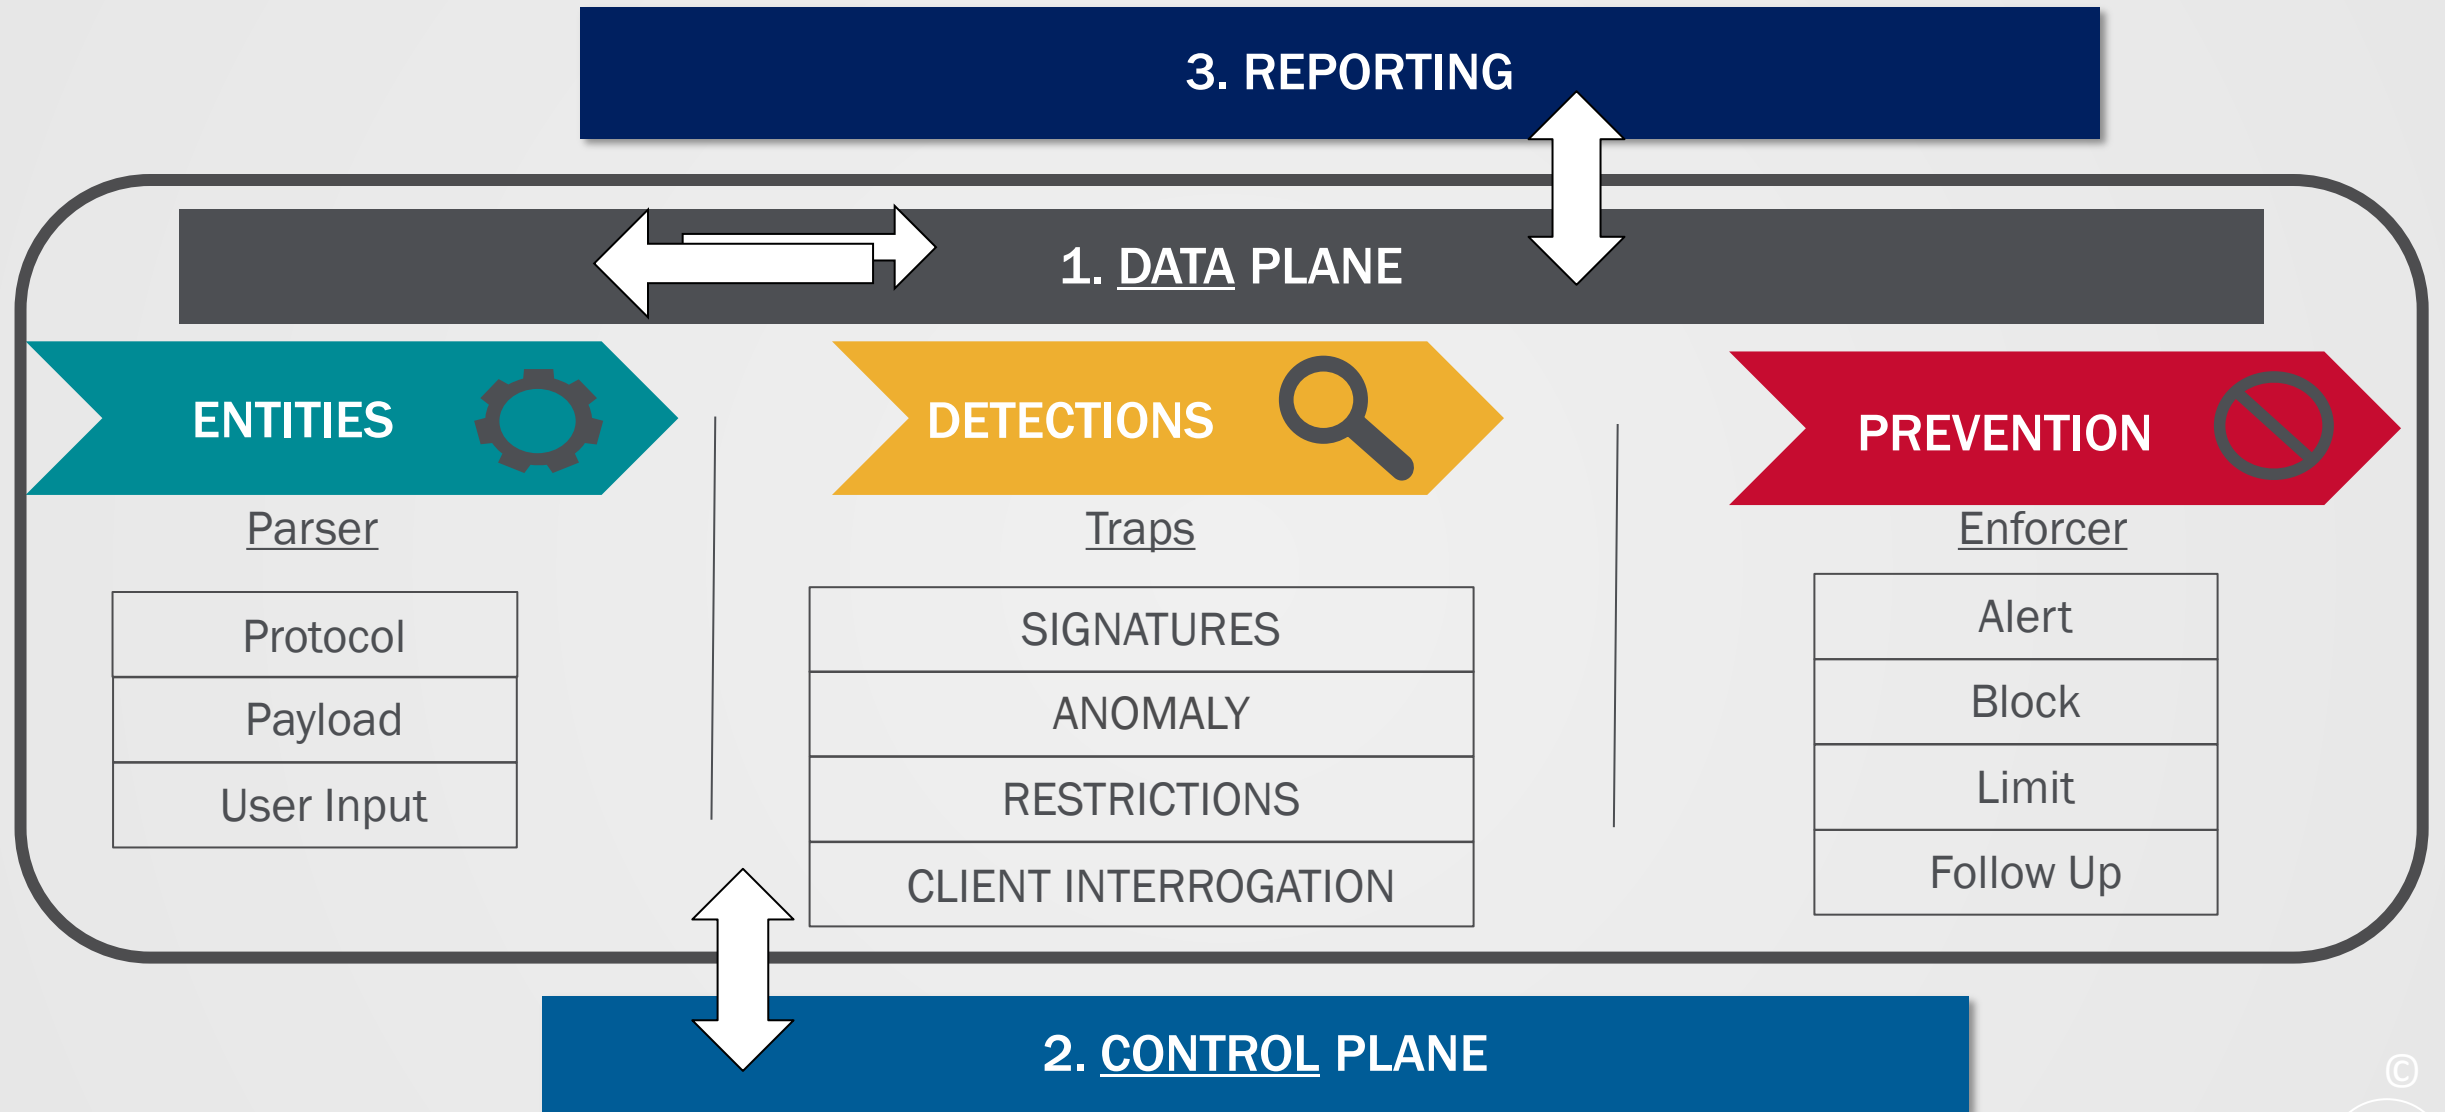 3. REPORTING
1. DATA PLANE
ENTITIES
DETECTIONS
PREVENTION
Parser
Traps
Enforcer
Protocol
Payload
User Input
SIGNATURES
ANOMALY
RESTRICTIONS
CLIENT INTERROGATION
Alert
Block
Limit
Follow Up
2. CONTROL PLANE
©